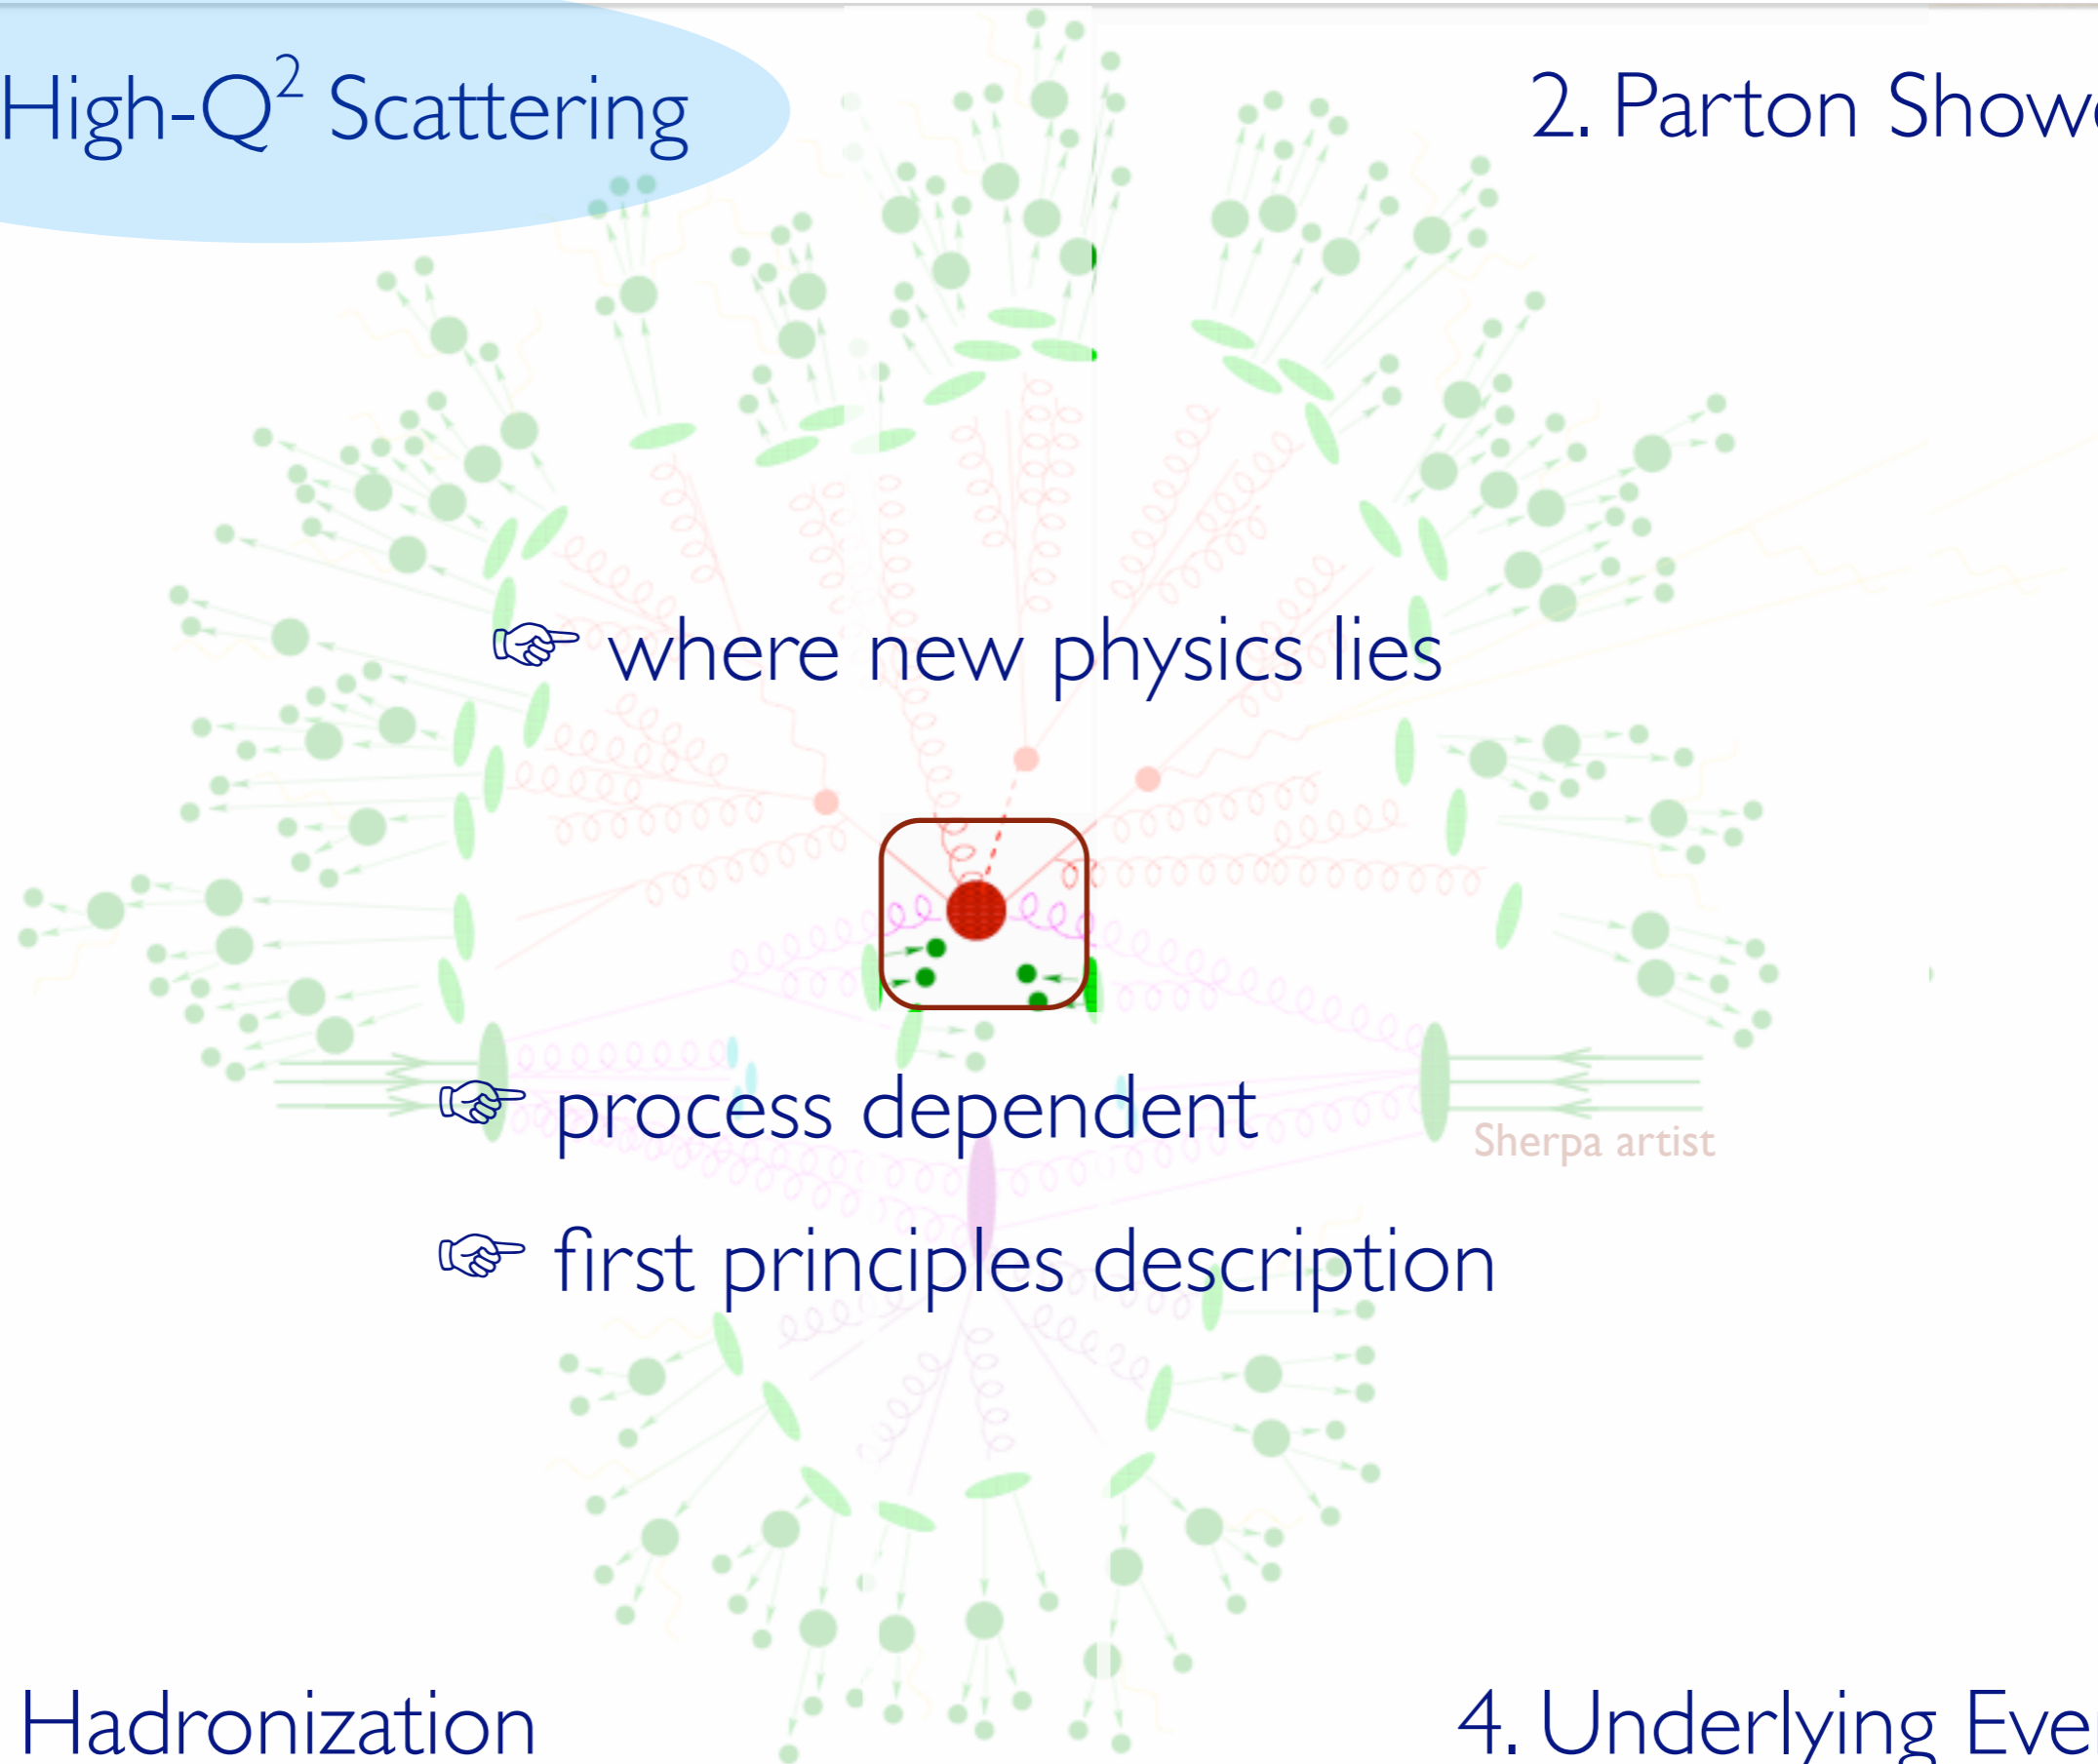 High-Q² Scattering
2. Parton Show
☞ where new physics lies
☞ process dependent
Sherpa artist
☞ first principles description
Hadronization
4. Underlying Eve